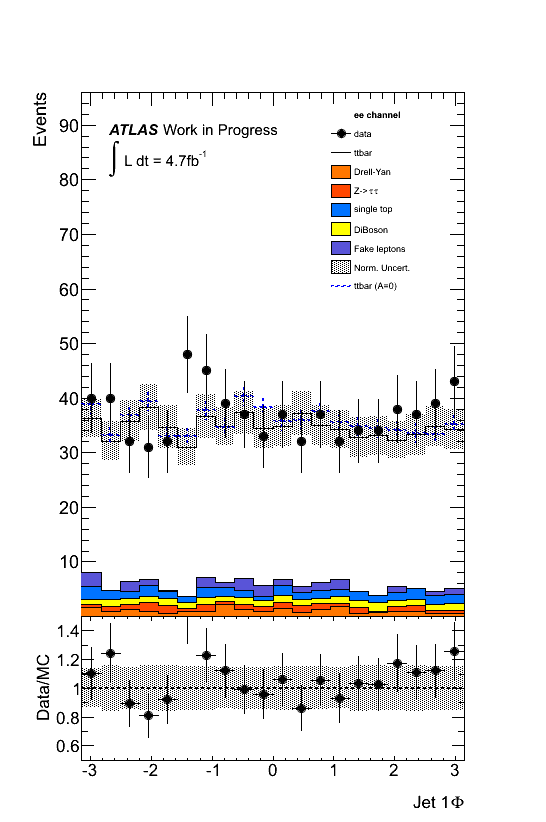 Events
90
80
70
60
50
40
30
20
10
ATLAS Work in Progress
∫ L dt = 4.7fb⁻¹
ee channel
data
ttbar
Drell-Yan
Z->ττ
single top
DiBoson
Fake leptons
Norm. Uncert.
ttbar (A=0)
Data/MC
1.4
1.2
1
0.8
0.6
-3 -2 -1 0 1 2 3
Jet 1Φ